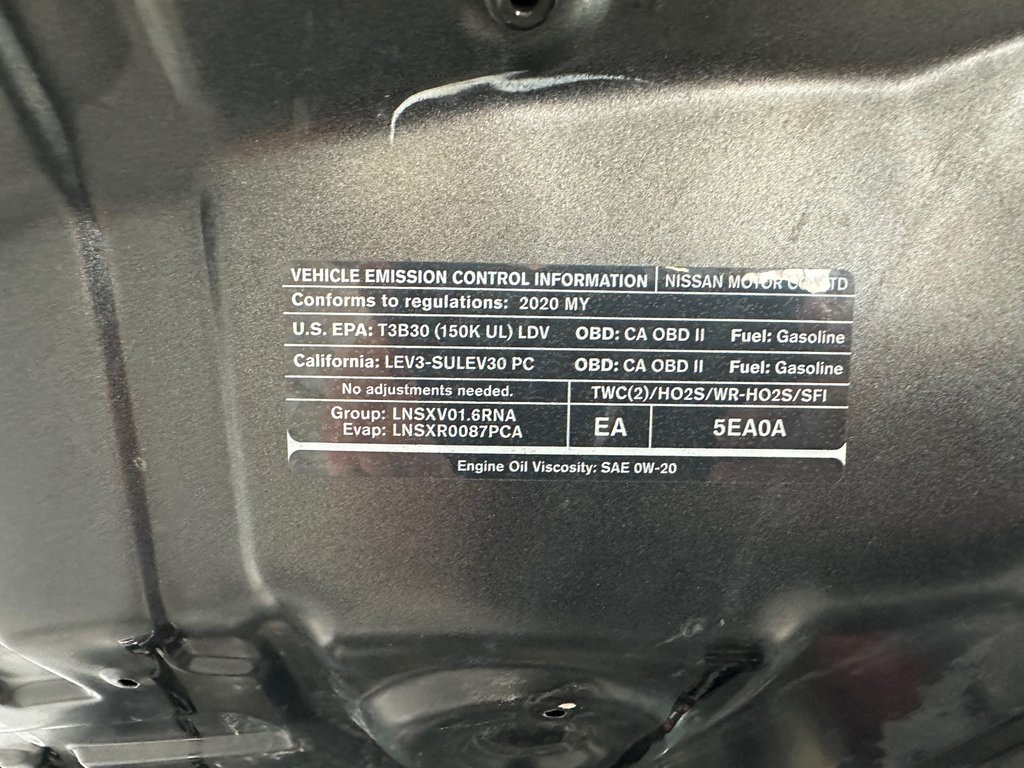 VEHICLE EMISSION CONTROL INFORMATION NISSAN MOTOR
Conforms to regulations: 2020 MY
U.S. EPA: T3B30 (150K UL) LDV OBD: CA OBD II Fuel: Gasoline
California: LEV3-SULEV30 PC OBD: CA OBD II Fuel: Gasoline
No adjustments needed. TWC(2)/HO2S/WR-HO2S/SFI
Group: LNSXV01.6RNA
Evap: LNSXR0087PCA
EA 5EA0A
Engine Oil Viscosity: SAE 0W-20